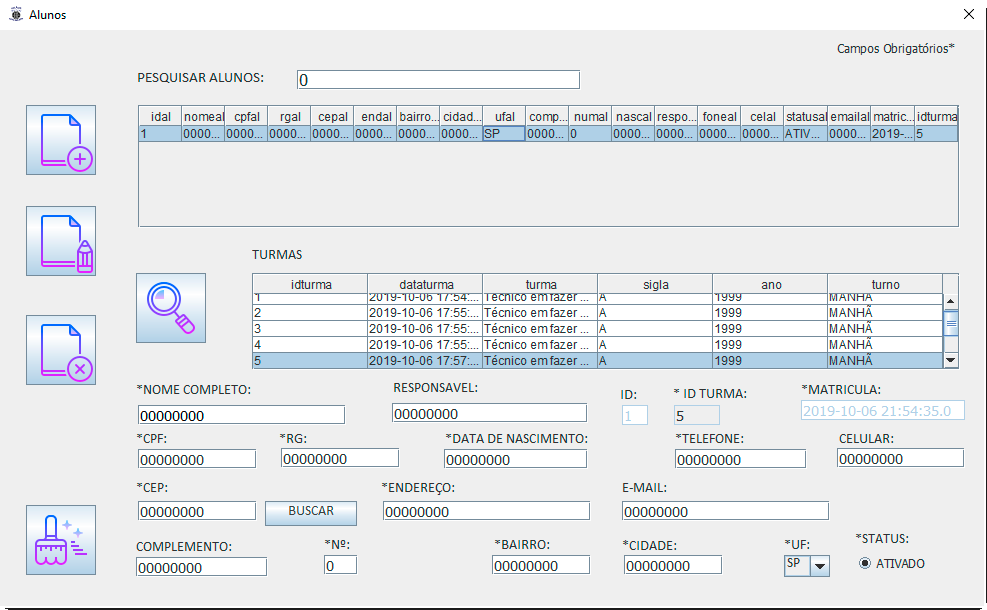 Alunos
Campos Obrigatórios*
PESQUISAR ALUNOS: 0
idal nomeal cpfal rgal cepal endal bairro... cidad... ufal comp... numal nascal respo... foneal celal statusal emailal matric... idturma
1 0000... 0000... 0000... 0000... 0000... 0000... 0000... SP 0000... 0 0000... 0000... 0000... 0000... ATIV... 0000... 2019-... 5
TURMAS
idturma dataturma turma sigla ano turno
1 2019-10-06 17:54:... Técnico em fazer ... A 1999 MANHÃ
2 2019-10-06 17:55:... Técnico em fazer ... A 1999 MANHÃ
3 2019-10-06 17:55:... Técnico em fazer ... A 1999 MANHÃ
4 2019-10-06 17:55:... Técnico em fazer ... A 1999 MANHÃ
5 2019-10-06 17:57:... Técnico em fazer ... A 1999 MANHÃ
*NOME COMPLETO: RESPONSAVEL: ID: * ID TURMA: *MATRICULA:
00000000 00000000 1 5 2019-10-06 21:54:35.0
*CPF: *RG: *DATA DE NASCIMENTO: *TELEFONE: CELULAR:
00000000 00000000 00000000 00000000 00000000
*CEP: *ENDEREÇO: E-MAIL:
00000000 BUSCAR 00000000 00000000
COMPLEMENTO: *Nº: *BAIRRO: *CIDADE: *UF: *STATUS:
00000000 0 00000000 00000000 SP ATIVADO